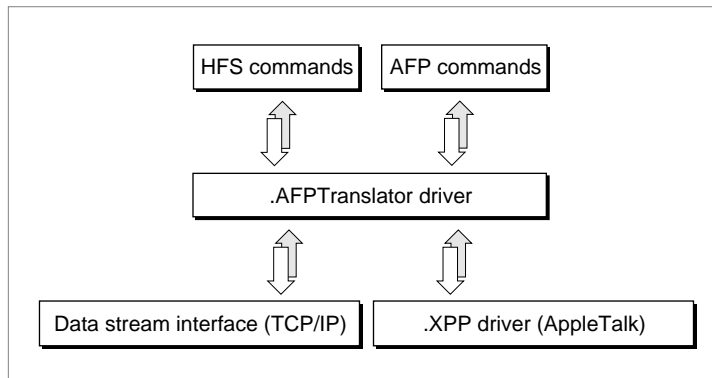 HFS commands
AFP commands
.AFPTranslator driver
Data stream interface (TCP/IP)
.XPP driver (AppleTalk)